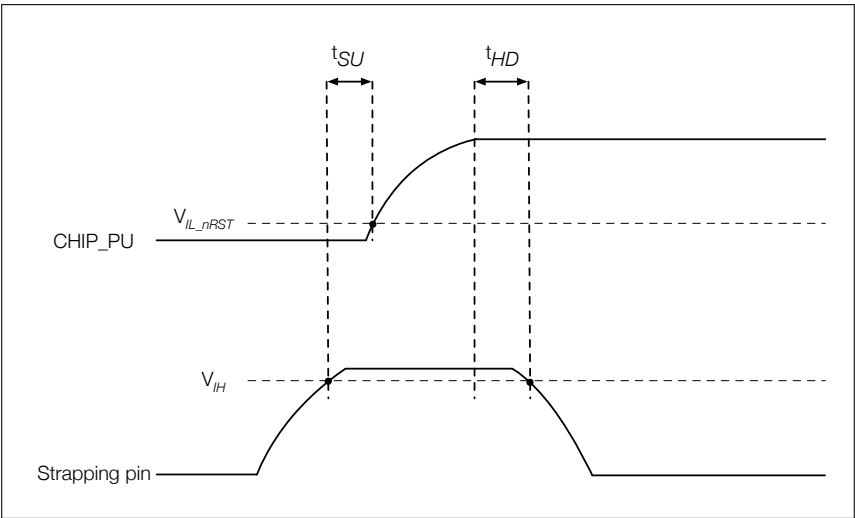 tSU
tHD
VIL_nRST
CHIP_PU
VIH
Strapping pin